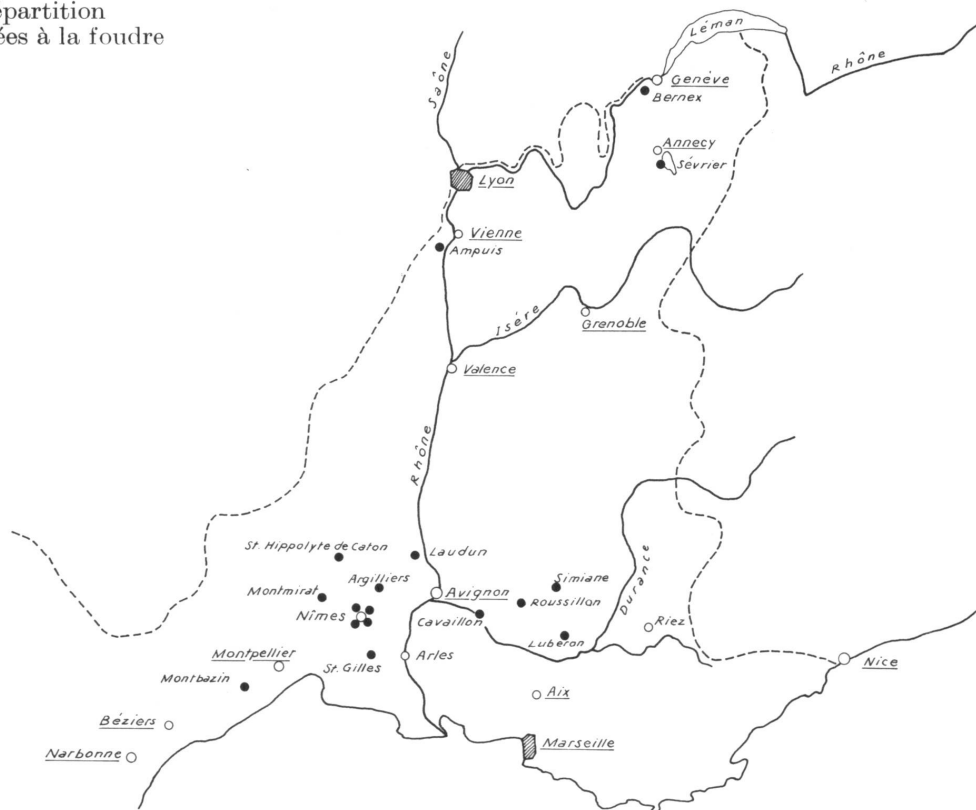 épartition
ées à la foudre
Léman
Rhône
Saône
Genève
Bernex
Annecy
Sévrier
Lyon
Vienne
Ampuis
Isére
Grenoble
Valence
Rhône
St. Hippolyte de Caton
Laudun
Argilliers
Simiane
Durance
Montmirat
Avignon
Roussillon
Nîmes
Cavaillon
Riez
Luberon
Montpellier
St. Gilles
Arles
Nice
Montbazin
Aix
Béziers
Marseille
Narbonne